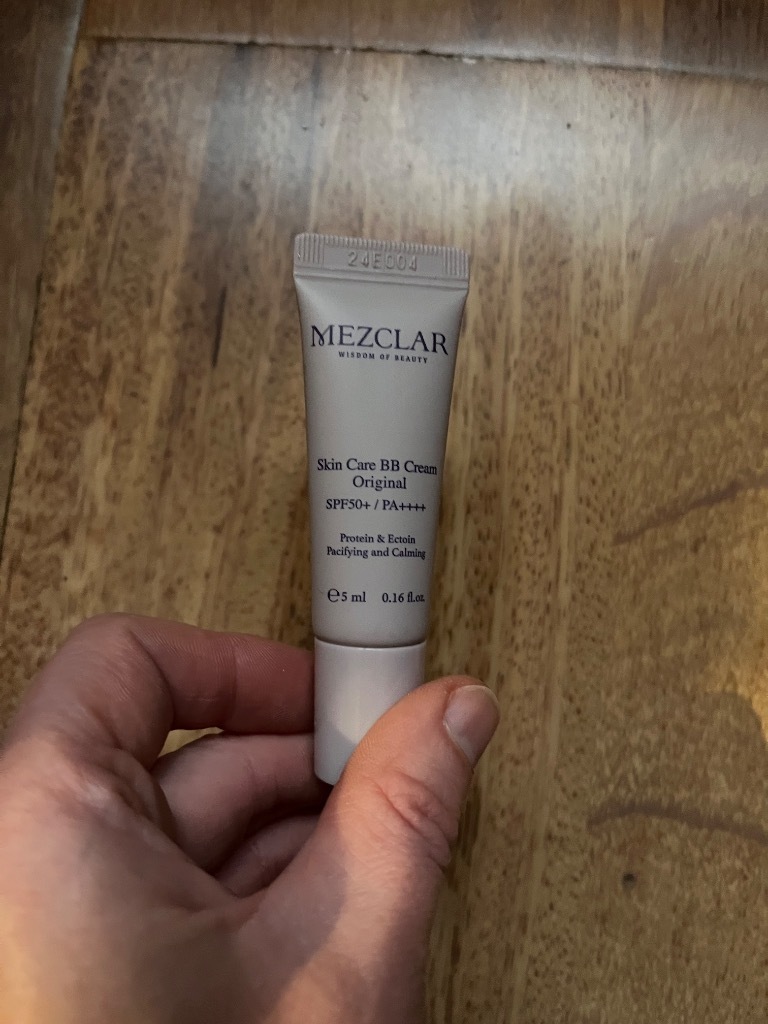 24E004
MEZCLAR
WISDOM OF BEAUTY
Skin Care BB Cream
Original
SPF50+ / PA++++
Protein & Ectoin
Pacifying and Calming
℮5 ml 0.16 fl.oz.